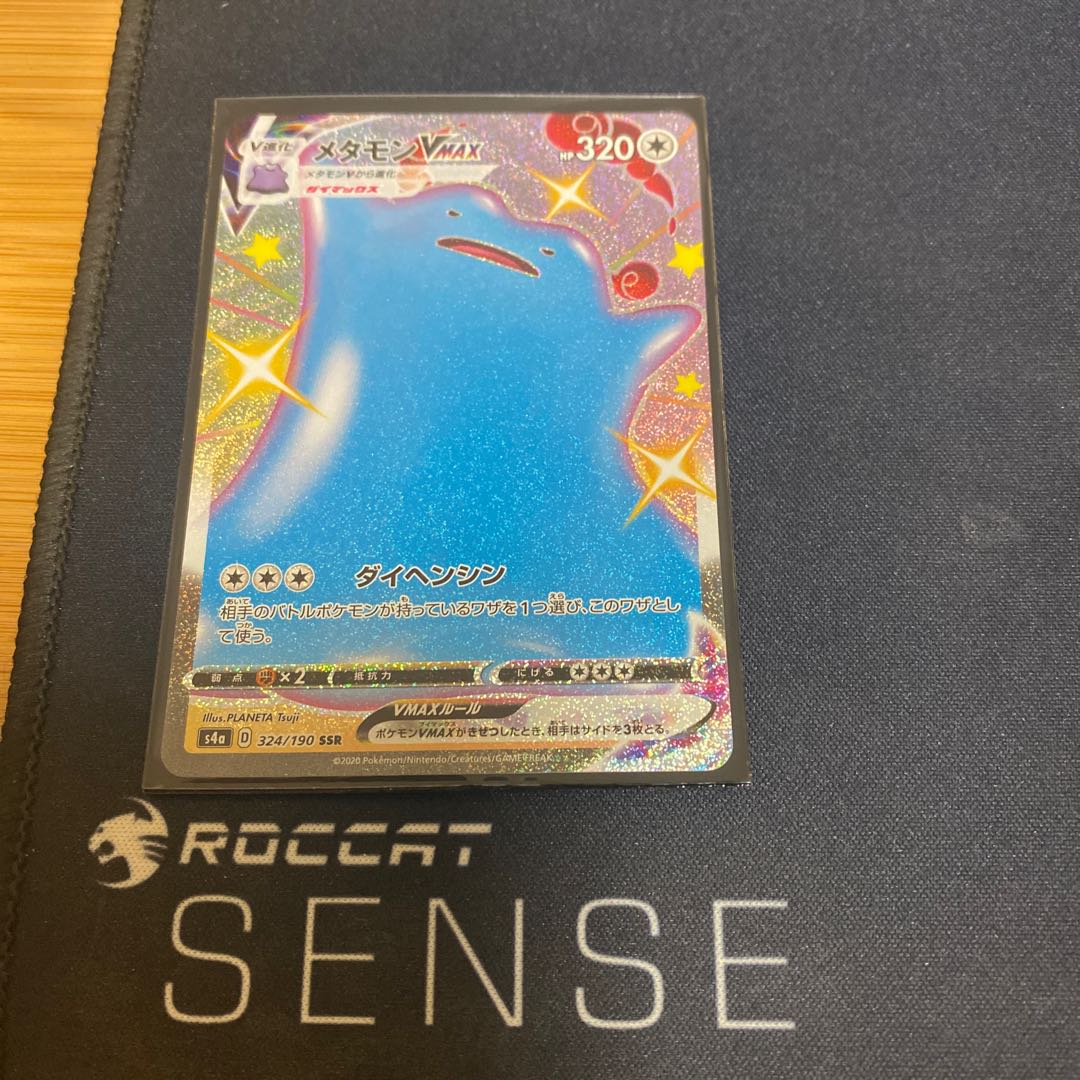 V進化
メタモンVMAX
HP 320
メタモンVから進化
ダイマックス
ダイヘンシン
相手のバトルポケモンが持っているワザを1つ選び、このワザとし
て使う。
弱点 ×2 抵抗力 にげる
Illus.PLANETA Tsuji
VMAXルール
s4a D 324/190 SSR
ポケモンVMAXがきぜつしたとき、相手はサイドを3枚とる。
©2020 Pokémon/Nintendo/Creatures/GAME FREAK
ROCCAT
SENSE